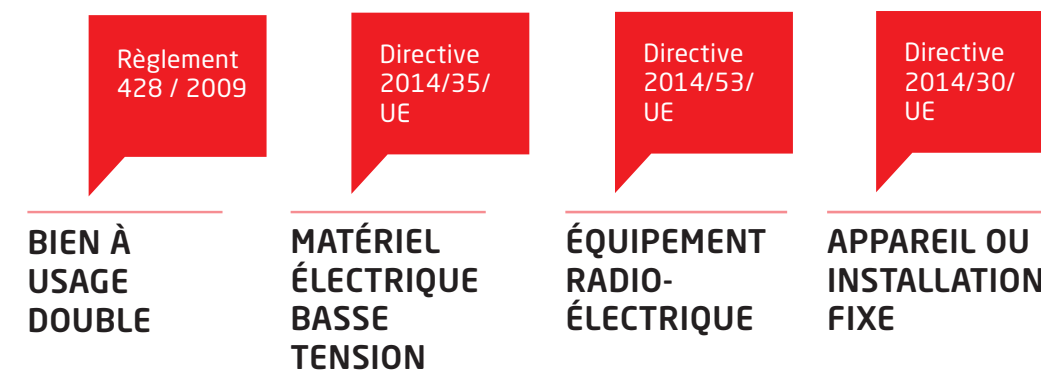 Règlement
428 / 2009
BIEN À
USAGE
DOUBLE
Directive
2014/35/
UE
MATÉRIEL
ÉLECTRIQUE
BASSE
TENSION
Directive
2014/53/
UE
ÉQUIPEMENT
RADIO-
ÉLECTRIQUE
Directive
2014/30/
UE
APPAREIL OU
INSTALLATION
FIXE